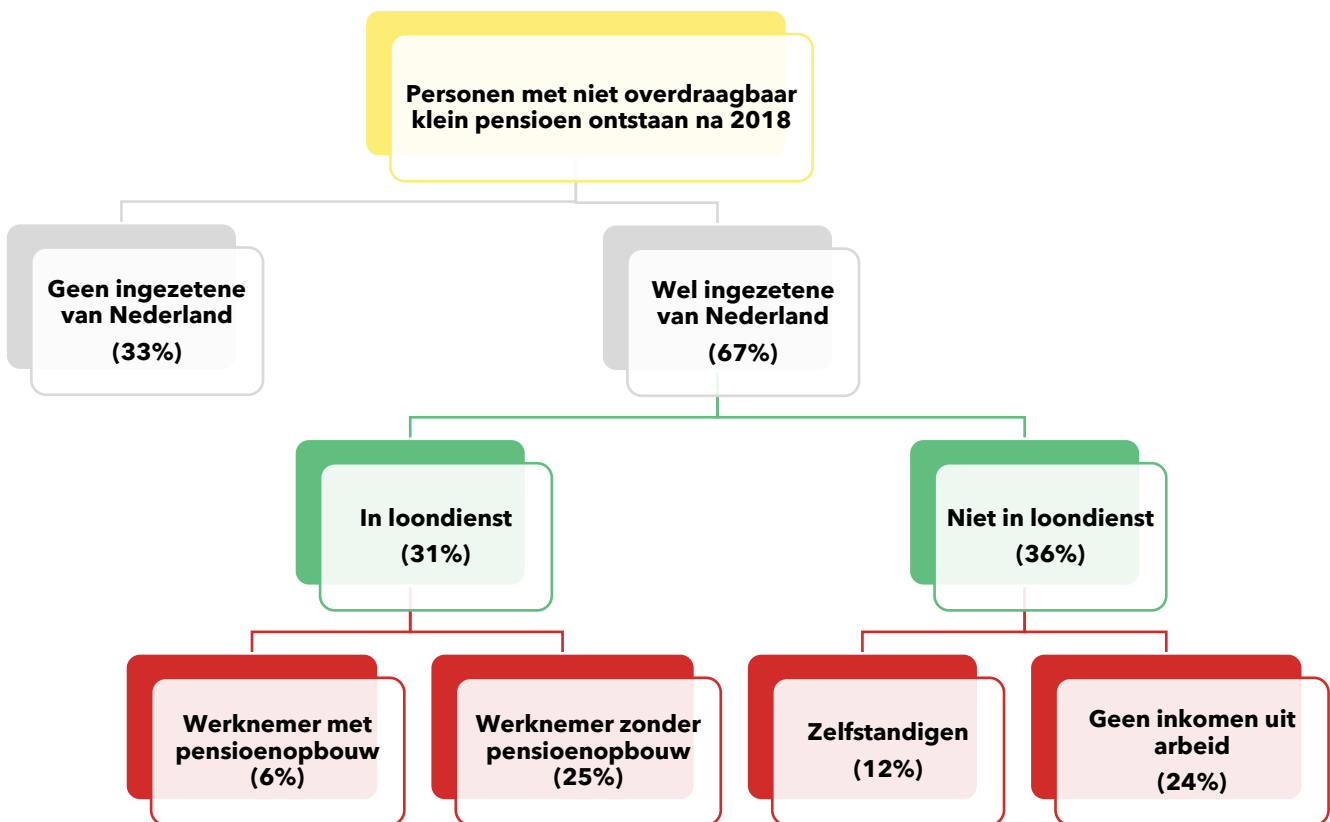 Personen met niet overdraagbaar
klein pensioen ontstaan na 2018
Geen ingezetene
van Nederland
(33%)
Wel ingezetene
van Nederland
(67%)
In loondienst
(31%)
Niet in loondienst
(36%)
Werknemer met
pensioenopbouw
(6%)
Werknemer zonder
pensioenopbouw
(25%)
Zelfstandigen
(12%)
Geen inkomen uit
arbeid
(24%)